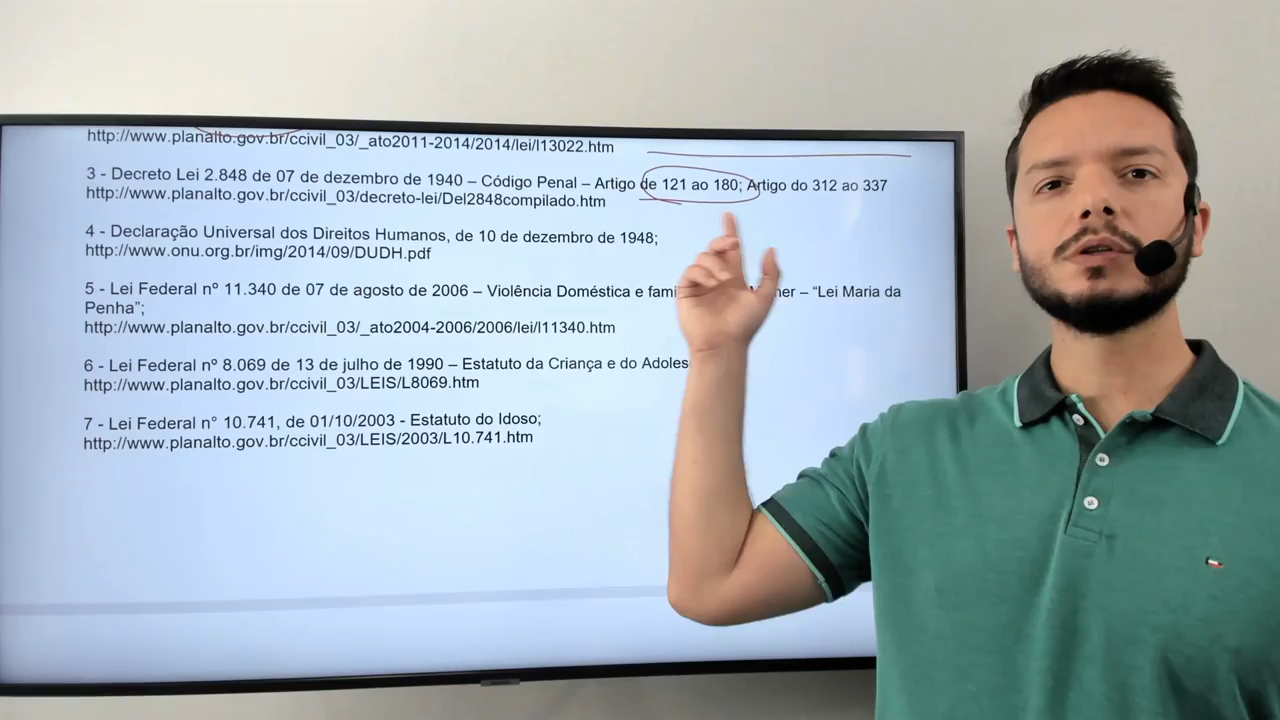 http://www.planalto.gov.br/ccivil_03/_ato2011-2014/2014/lei/l13022.htm
3 - Decreto Lei 2.848 de 07 de dezembro de 1940 – Código Penal – Artigo de 121 ao 180; Artigo do 312 ao 337
http://www.planalto.gov.br/ccivil_03/decreto-lei/Del2848compilado.htm
4 - Declaração Universal dos Direitos Humanos, de 10 de dezembro de 1948;
http://www.onu.org.br/img/2014/09/DUDH.pdf
5 - Lei Federal nº 11.340 de 07 de agosto de 2006 – Violência Doméstica e fami her – “Lei Maria da
Penha”;
http://www.planalto.gov.br/ccivil_03/_ato2004-2006/2006/lei/l11340.htm
6 - Lei Federal nº 8.069 de 13 de julho de 1990 – Estatuto da Criança e do Adoles
http://www.planalto.gov.br/ccivil_03/LEIS/L8069.htm
7 - Lei Federal n° 10.741, de 01/10/2003 - Estatuto do Idoso;
http://www.planalto.gov.br/ccivil_03/LEIS/2003/L10.741.htm